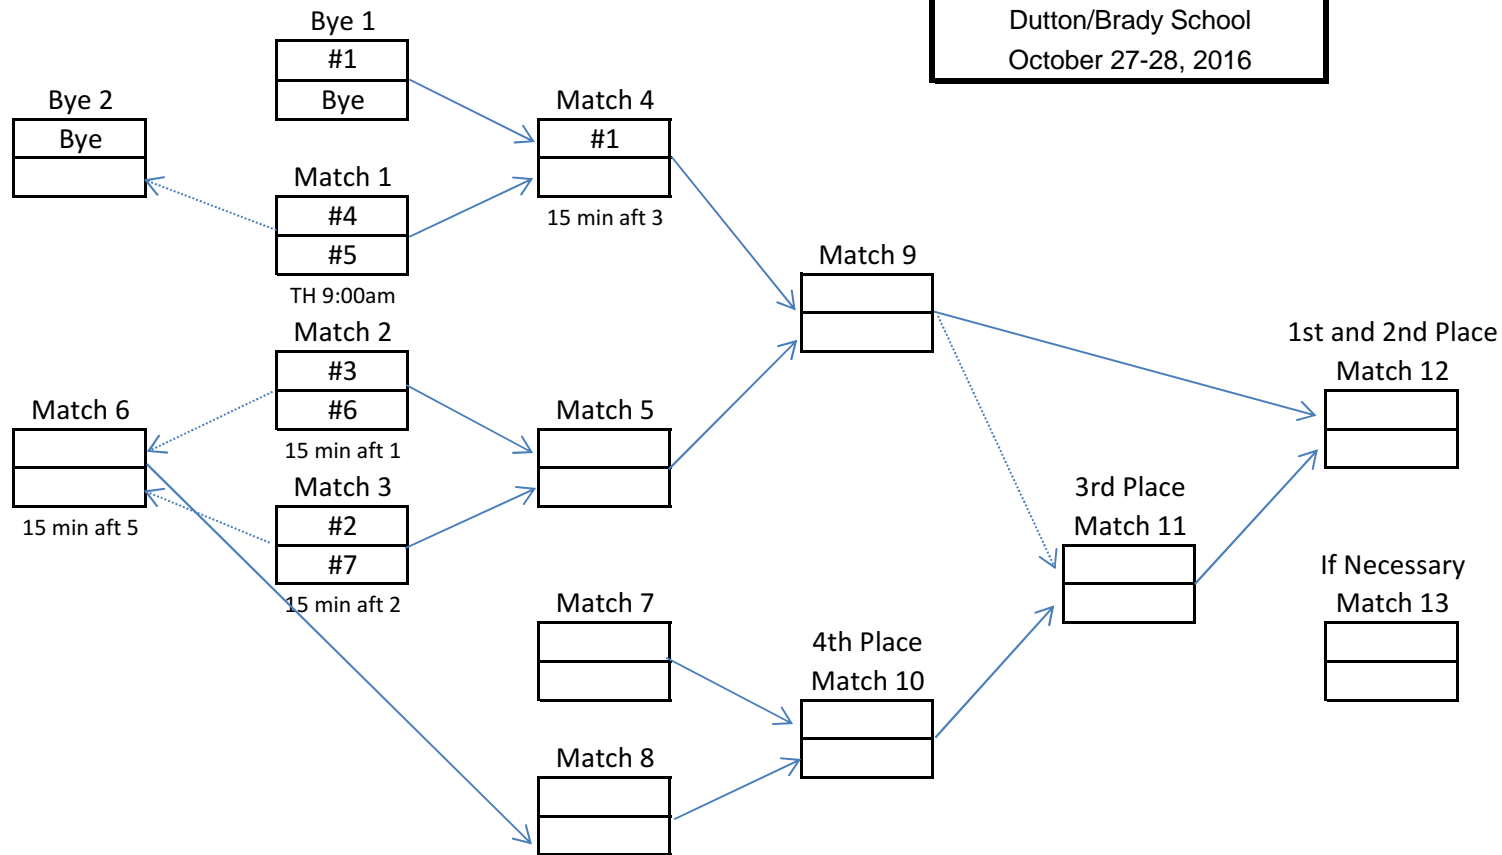 Dutton/Brady School
October 27-28, 2016
Bye 1
#1
Bye
Bye 2
Bye
Match 1
#4
#5
TH 9:00am
Match 4
#1
15 min aft 3
Match 2
#3
#6
15 min aft 1
Match 3
#2
#7
15 min aft 2
Match 6
15 min aft 5
Match 5
Match 9
1st and 2nd Place
Match 12
3rd Place
Match 11
If Necessary
Match 13
Match 7
4th Place
Match 10
Match 8